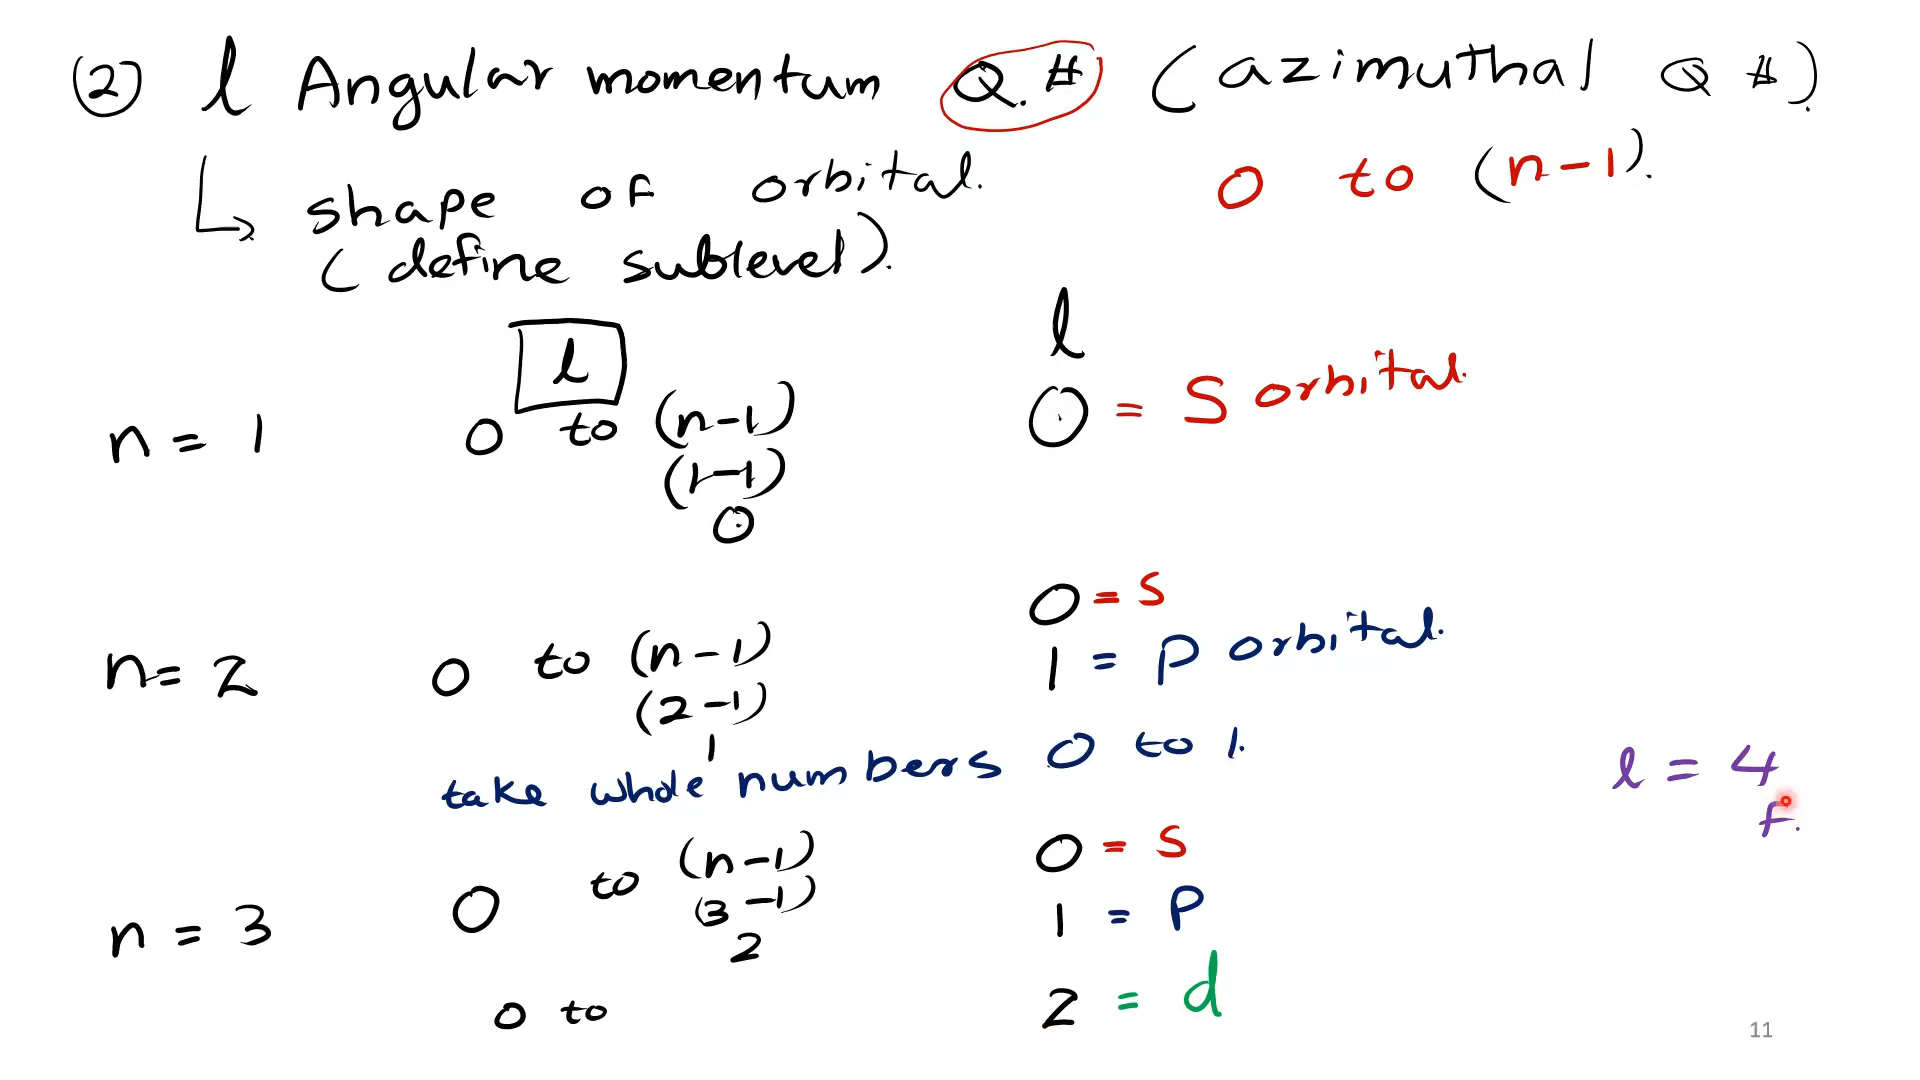 ② l Angular momentum Q.# (azimuthal Q #).
↳ shape of orbital. 0 to (n-1).
(define sublevel).
l l
n = 1 0 to (n-1) 0 = S orbital.
(1-1)
0
0 = s
n = 2 0 to (n-1) 1 = P orbital.
(2-1)
1
take whole numbers 0 to 1.
l = 4
f.
0 = s
n = 3 0 to (n-1) 1 = P
(3-1)
2
0 to 2 = d
11